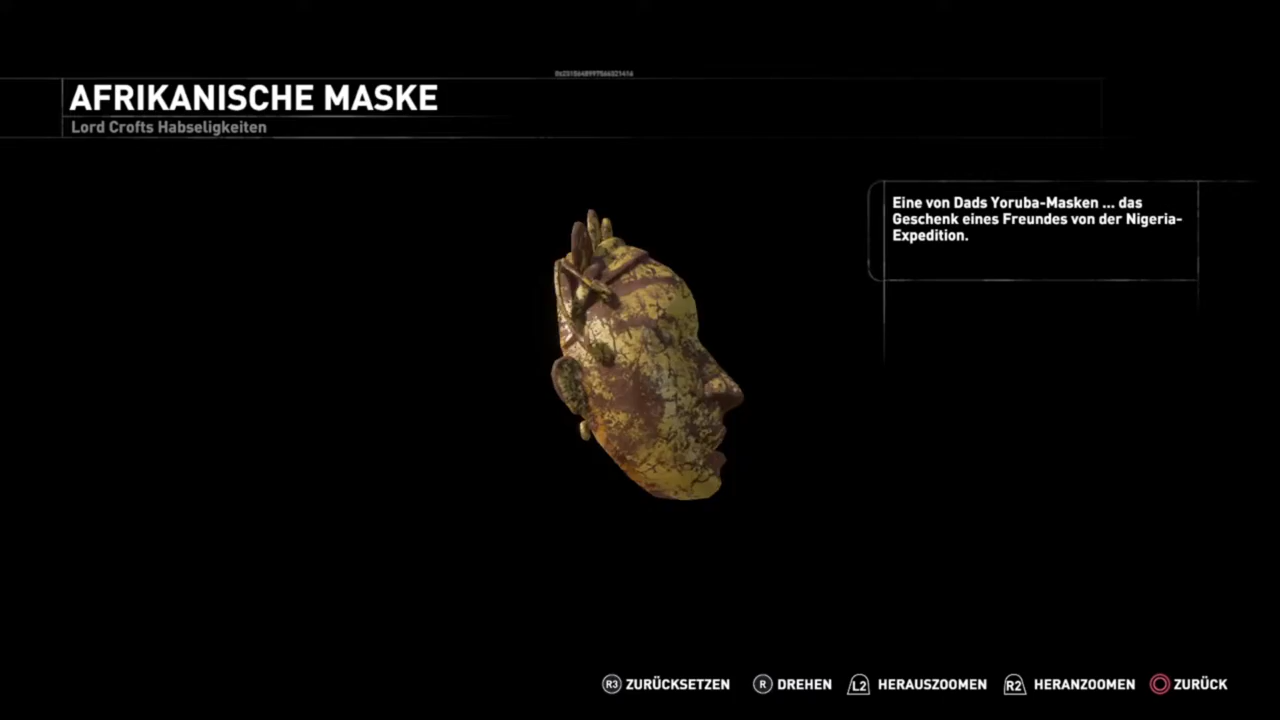 AFRIKANISCHE MASKE
Lord Crofts Habseligkeiten
Eine von Dads Yoruba-Masken ... das
Geschenk eines Freundes von der Nigeria-
Expedition.
R3 ZURÜCKSETZEN R DREHEN L2 HERAUSZOOMEN R2 HERANZOOMEN ZURÜCK